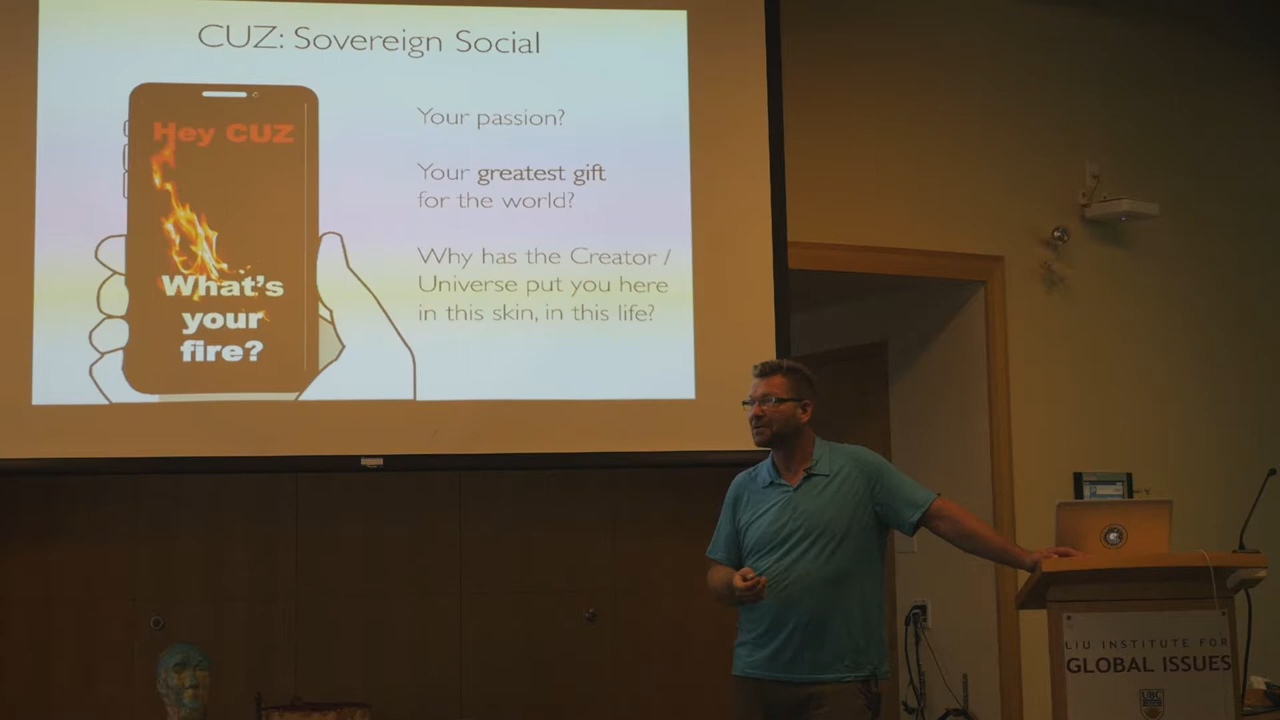 CUZ: Sovereign Social
Hey CUZ
What's
your
fire?
Your passion?
Your greatest gift
for the world?
Why has the Creator /
Universe put you here
in this skin, in this life?
LIU INSTITUTE FOR
GLOBAL ISSUES
UBC